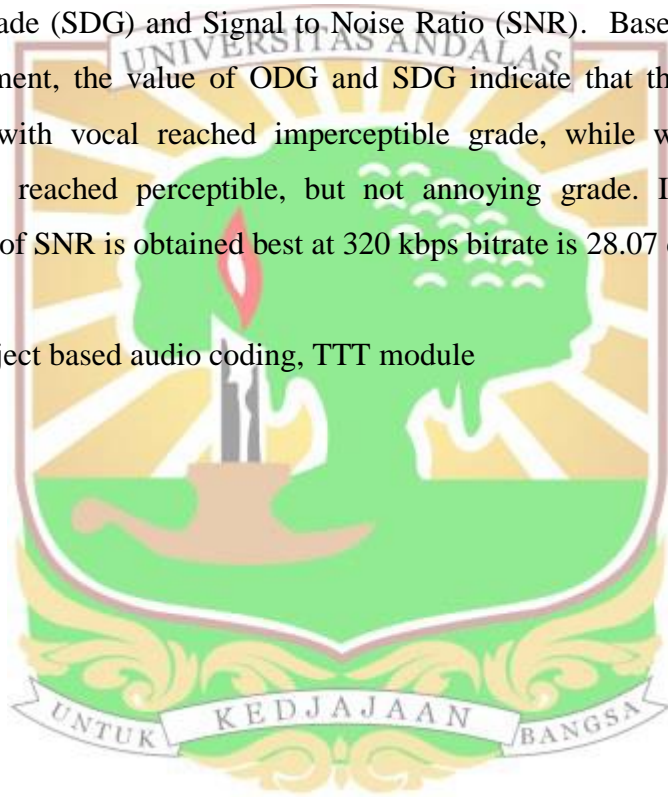 ade (SDG) and Signal to Noise Ratio (SNR). Base
UNIVERSITAS ANDALAS
ment, the value of ODG and SDG indicate that th
with vocal reached imperceptible grade, while w
reached perceptible, but not annoying grade. I
of SNR is obtained best at 320 kbps bitrate is 28.07
ject based audio coding, TTT module
UNTUK KEDJAJAAN BANGSA